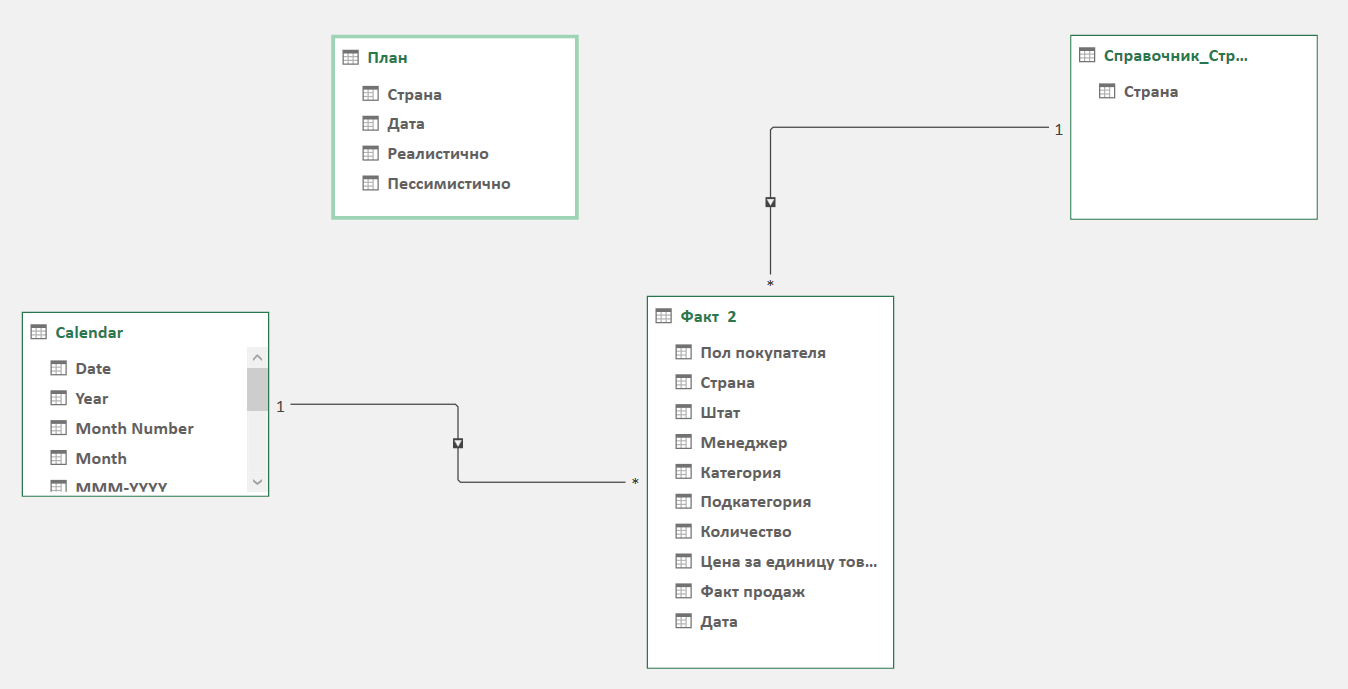 План
Страна
Дата
Реалистично
Пессимистично
Справочник_Стр...
Страна
1
*
Calendar
Date
Year
Month Number
Month
MMM-YYYY
1
*
Факт 2
Пол покупателя
Страна
Штат
Менеджер
Категория
Подкатегория
Количество
Цена за единицу тов...
Факт продаж
Дата